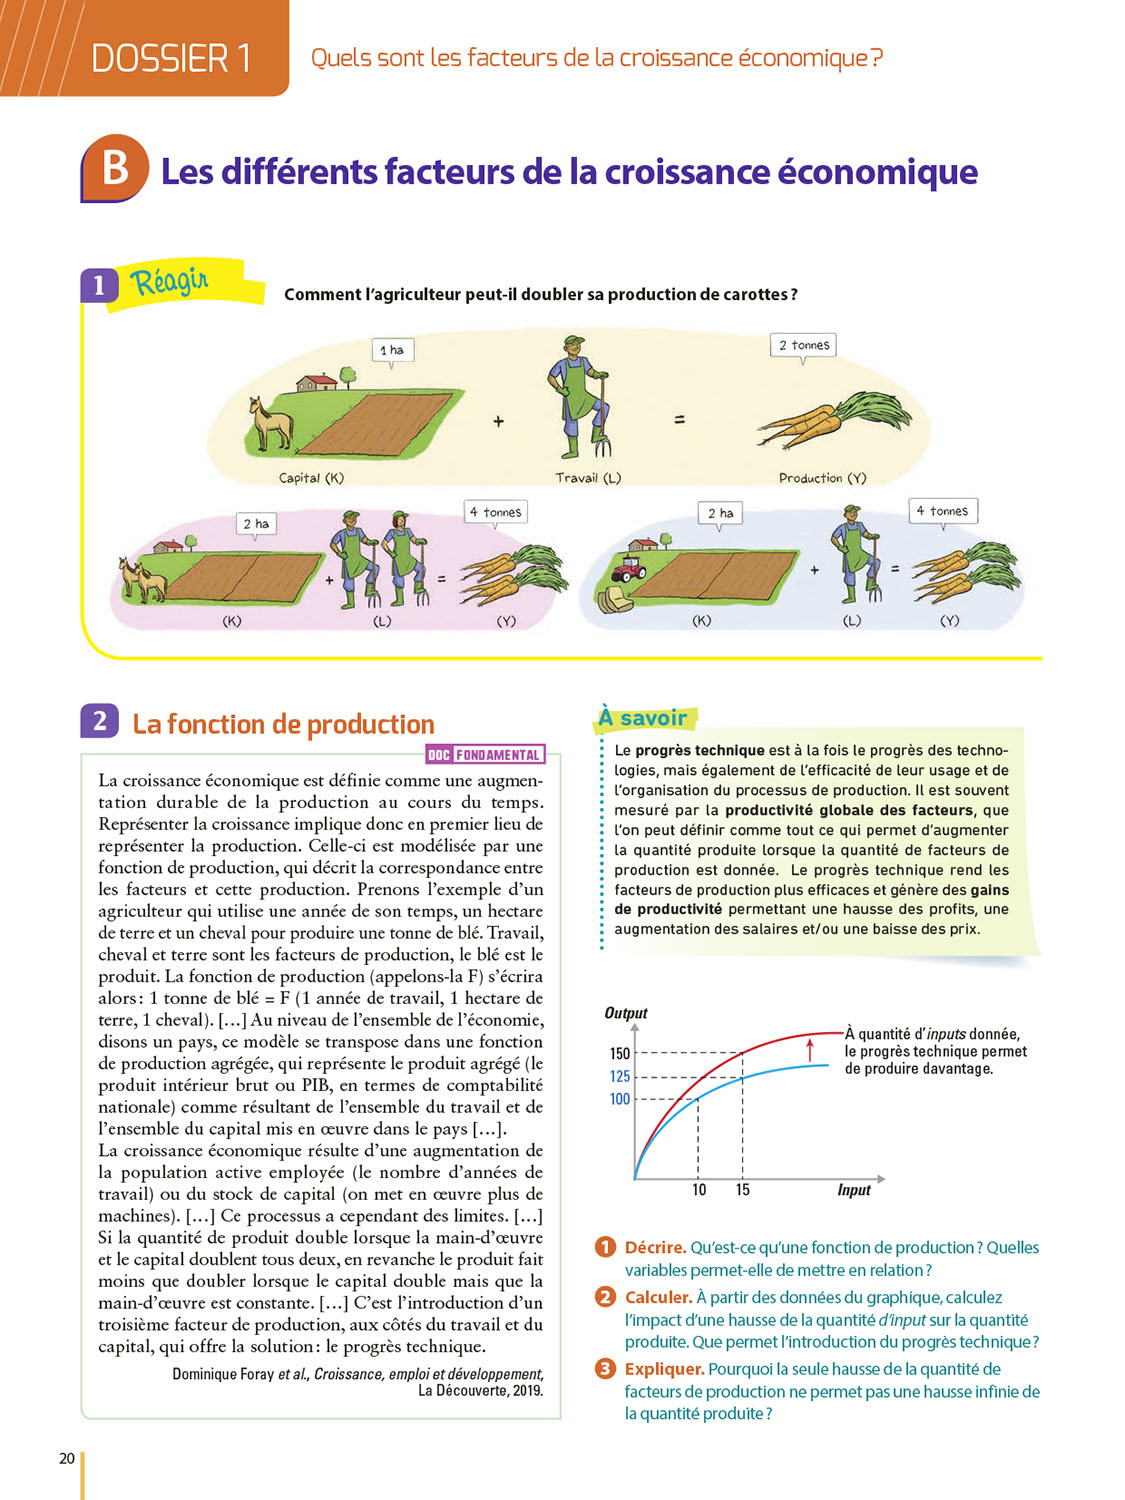 DOSSIER 1
Quels sont les facteurs de la croissance économique ?
B
Les différents facteurs de la croissance économique
1
Réagir
Comment l'agriculteur peut-il doubler sa production de carottes ?
1 ha
2 tonnes
+
=
Capital (K)
Travail (L)
Production (Y)
2 ha
4 tonnes
+
=
(K)
(L)
(Y)
2 ha
4 tonnes
+
=
(K)
(L)
(Y)
2
La fonction de production
DOC FONDAMENTAL
La croissance économique est définie comme une augmen-
tation durable de la production au cours du temps.
Représenter la croissance implique donc en premier lieu de
représenter la production. Celle-ci est modélisée par une
fonction de production, qui décrit la correspondance entre
les facteurs et cette production. Prenons l'exemple d'un
agriculteur qui utilise une année de son temps, un hectare
de terre et un cheval pour produire une tonne de blé. Travail,
cheval et terre sont les facteurs de production, le blé est le
produit. La fonction de production (appelons-la F) s'écrira
alors : 1 tonne de blé = F (1 année de travail, 1 hectare de
terre, 1 cheval). [...] Au niveau de l'ensemble de l'économie,
disons un pays, ce modèle se transpose dans une fonction
de production agrégée, qui représente le produit agrégé (le
produit intérieur brut ou PIB, en termes de comptabilité
nationale) comme résultant de l'ensemble du travail et de
l'ensemble du capital mis en œuvre dans le pays [...].
La croissance économique résulte d'une augmentation de
la population active employée (le nombre d'années de
travail) ou du stock de capital (on met en œuvre plus de
machines). [...] Ce processus a cependant des limites. [...]
Si la quantité de produit double lorsque la main-d'œuvre
et le capital doublent tous deux, en revanche le produit fait
moins que doubler lorsque le capital double mais que la
main-d'œuvre est constante. [...] C'est l'introduction d'un
troisième facteur de production, aux côtés du travail et du
capital, qui offre la solution : le progrès technique.
Dominique Foray et al., Croissance, emploi et développement,
La Découverte, 2019.
À savoir
Le progrès technique est à la fois le progrès des techno-
logies, mais également de l'efficacité de leur usage et de
l'organisation du processus de production. Il est souvent
mesuré par la productivité globale des facteurs, que
l'on peut définir comme tout ce qui permet d'augmenter
la quantité produite lorsque la quantité de facteurs de
production est donnée. Le progrès technique rend les
facteurs de production plus efficaces et génère des gains
de productivité permettant une hausse des profits, une
augmentation des salaires et/ou une baisse des prix.
Output
150
125
100
10
15
Input
À quantité d'inputs donnée,
le progrès technique permet
de produire davantage.
1 Décrire. Qu'est-ce qu'une fonction de production ? Quelles
variables permet-elle de mettre en relation ?
2 Calculer. À partir des données du graphique, calculez
l'impact d'une hausse de la quantité d'input sur la quantité
produite. Que permet l'introduction du progrès technique ?
3 Expliquer. Pourquoi la seule hausse de la quantité de
facteurs de production ne permet pas une hausse infinie de
la quantité produite ?
20